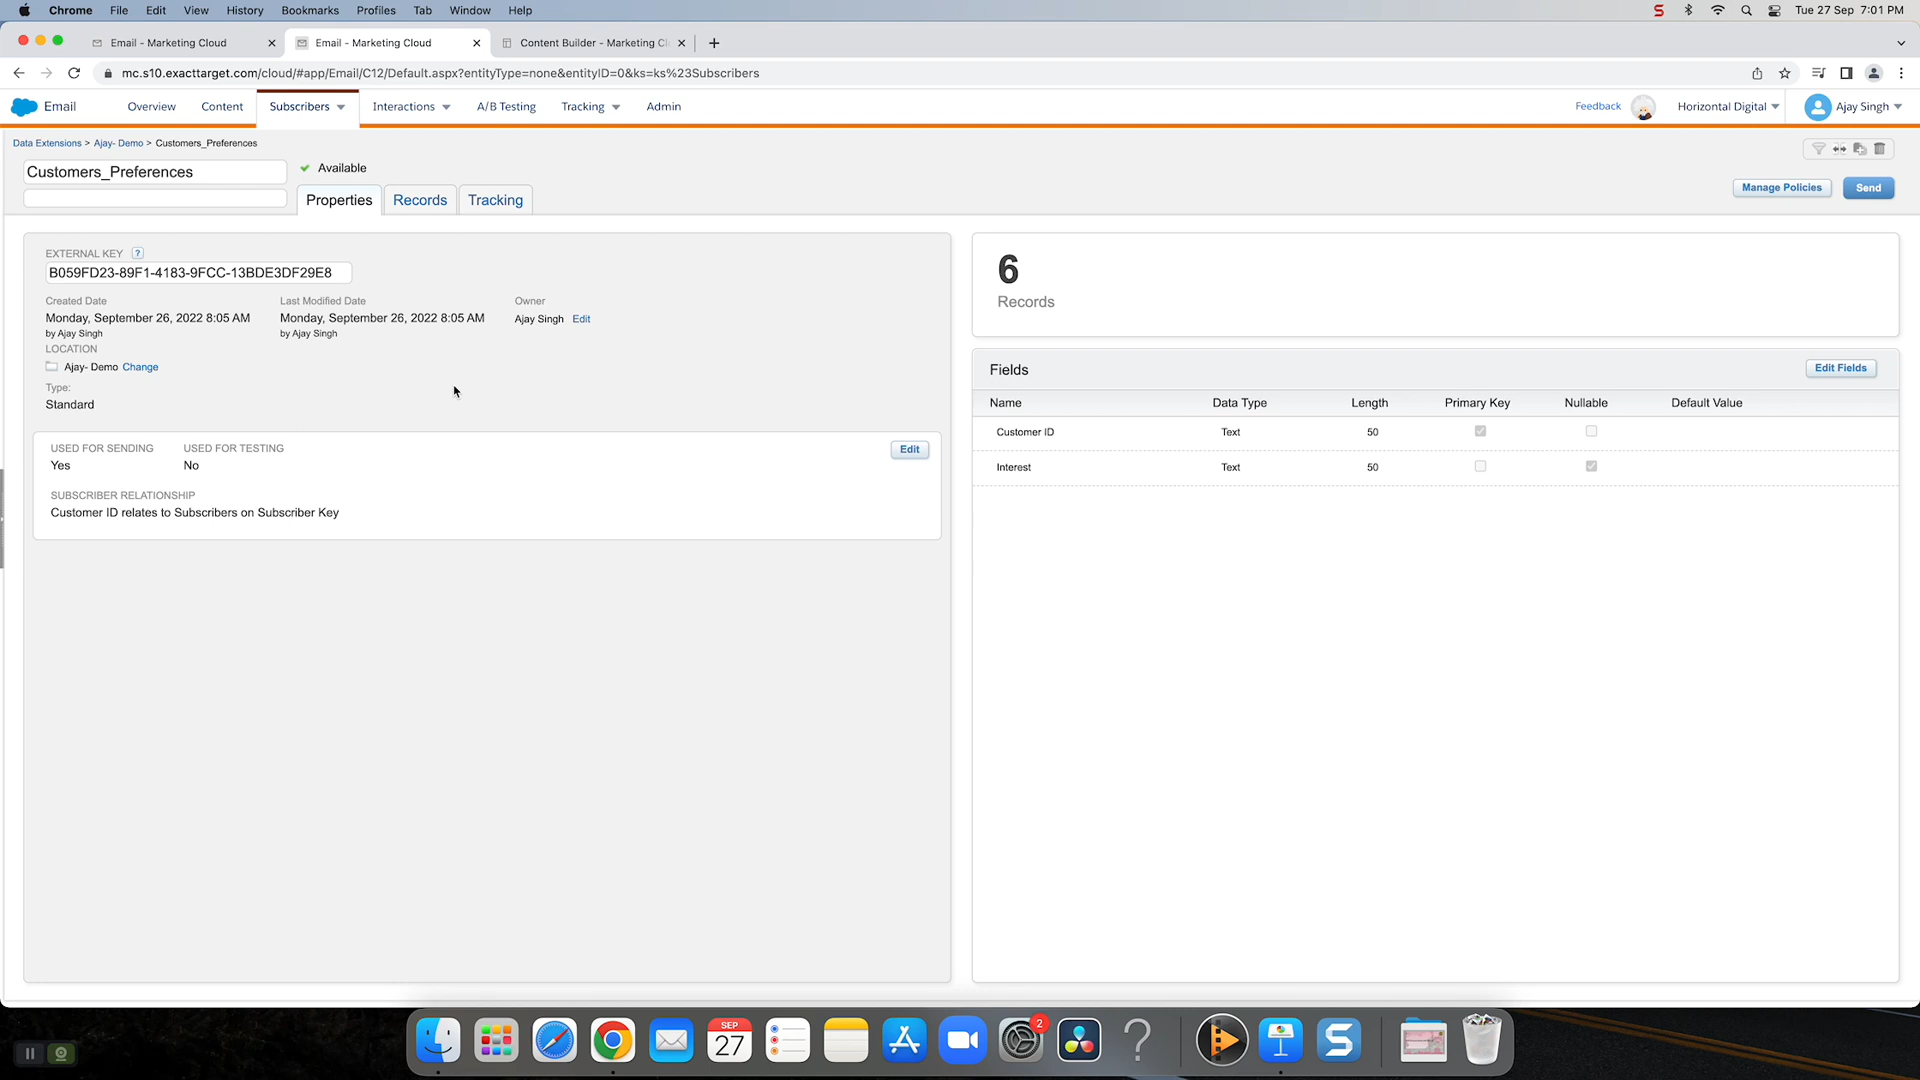 Chrome File Edit View History Bookmarks Profiles Tab Window Help
S Tue 27 Sep 7:01 PM
Email - Marketing Cloud
Email - Marketing Cloud
Content Builder - Marketing Cl
mc.s10.exacttarget.com/cloud/#app/Email/C12/Default.aspx?entityType=none&entityID=0&ks=ks%23Subscribers
Email Overview Content Subscribers Interactions A/B Testing Tracking Admin Feedback Horizontal Digital Ajay Singh
Data Extensions > Ajay- Demo > Customers_Preferences
Customers_Preferences
Available
Manage Policies Send
Properties Records Tracking
EXTERNAL KEY ?
B059FD23-89F1-4183-9FCC-13BDE3DF29E8
Created Date Last Modified Date Owner
Monday, September 26, 2022 8:05 AM Monday, September 26, 2022 8:05 AM Ajay Singh Edit
by Ajay Singh by Ajay Singh
LOCATION
Ajay- Demo Change
Type:
Standard
USED FOR SENDING USED FOR TESTING Edit
Yes No
SUBSCRIBER RELATIONSHIP
Customer ID relates to Subscribers on Subscriber Key
6
Records
Fields Edit Fields
Name Data Type Length Primary Key Nullable Default Value
Customer ID Text 50
Interest Text 50
SEP
27
2
?
S